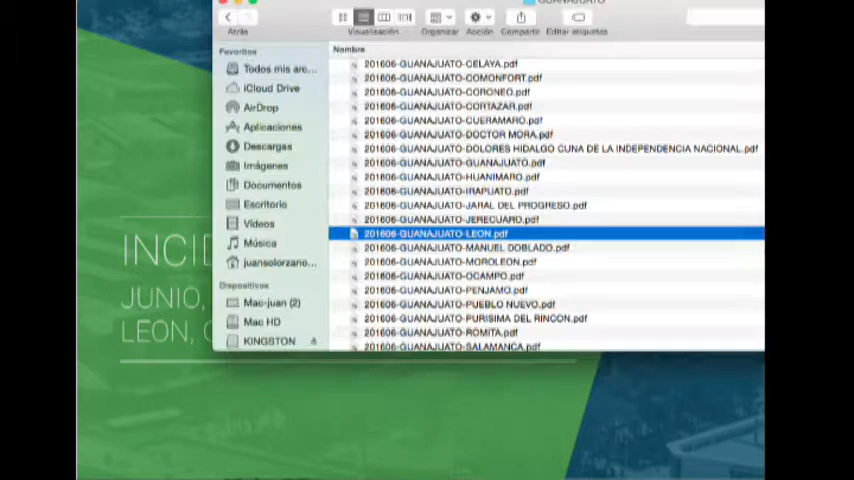 GUANAJUATO
Atrás
Visualización
Organizar
Acción
Compartir
Editar etiquetas
Favoritos
Todos mis arc...
iCloud Drive
AirDrop
Aplicaciones
Descargas
Imágenes
Documentos
Escritorio
Vídeos
Música
juansolorzano...
Dispositivos
Mac-juan (2)
Mac HD
KINGSTON
Nombre
201606-GUANAJUATO-CELAYA.pdf
201606-GUANAJUATO-COMONFORT.pdf
201606-GUANAJUATO-CORONEO.pdf
201606-GUANAJUATO-CORTAZAR.pdf
201606-GUANAJUATO-CUERAMARO.pdf
201606-GUANAJUATO-DOCTOR MORA.pdf
201606-GUANAJUATO-DOLORES HIDALGO CUNA DE LA INDEPENDENCIA NACIONAL.pdf
201606-GUANAJUATO-GUANAJUATO.pdf
201606-GUANAJUATO-HUANIMARO.pdf
201606-GUANAJUATO-IRAPUATO.pdf
201606-GUANAJUATO-JARAL DEL PROGRESO.pdf
201606-GUANAJUATO-JERECUARO.pdf
201606-GUANAJUATO-LEON.pdf
201606-GUANAJUATO-MANUEL DOBLADO.pdf
201606-GUANAJUATO-MOROLEON.pdf
201606-GUANAJUATO-OCAMPO.pdf
201606-GUANAJUATO-PENJAMO.pdf
201606-GUANAJUATO-PUEBLO NUEVO.pdf
201606-GUANAJUATO-PURISIMA DEL RINCON.pdf
201606-GUANAJUATO-ROMITA.pdf
201606-GUANAJUATO-SALAMANCA.pdf
INCID
JUNIO,
LEON, G